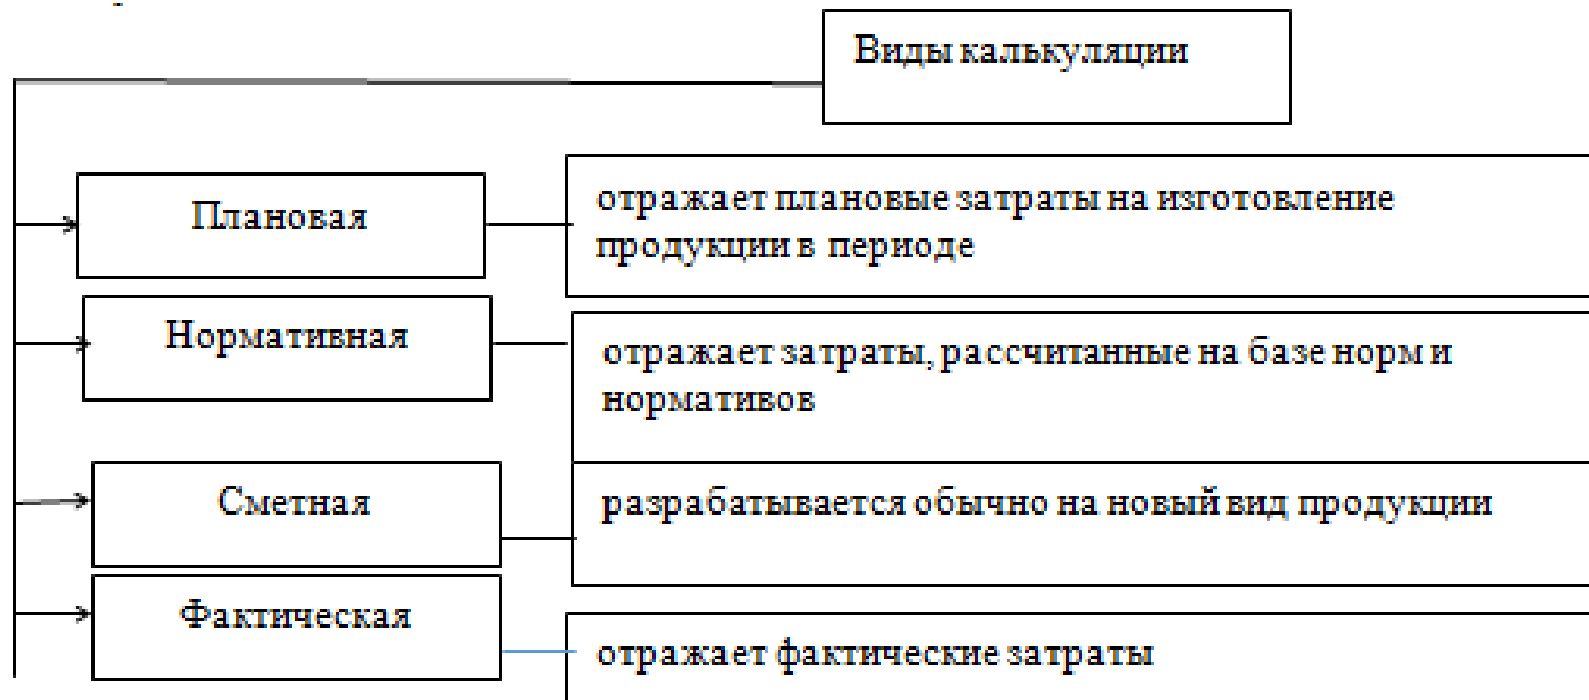 Виды калькуляции
Плановая
отражает плановые затраты на изготовление
продукции в периоде
Нормативная
отражает затраты, рассчитанные на базе норм и
нормативов
Сметная
разрабатывается обычно на новый вид продукции
Фактическая
отражает фактические затраты